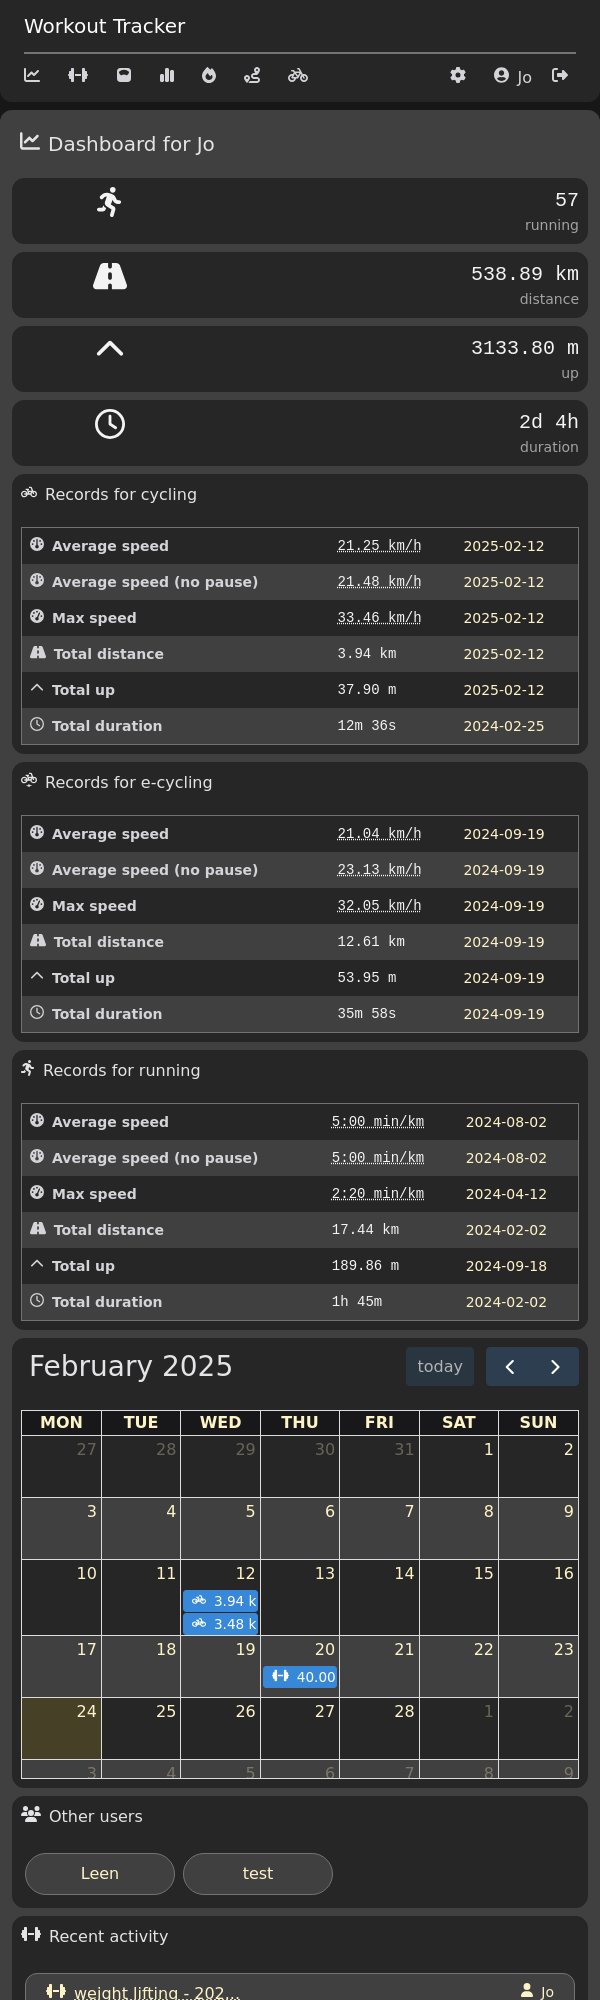 Workout Tracker
Jo
Dashboard for Jo
57
running
538.89 km
distance
3133.80 m
up
2d 4h
duration
Records for cycling
Average speed 21.25 km/h 2025-02-12
Average speed (no pause) 21.48 km/h 2025-02-12
Max speed 33.46 km/h 2025-02-12
Total distance 3.94 km 2025-02-12
Total up 37.90 m 2025-02-12
Total duration 12m 36s 2024-02-25
Records for e-cycling
Average speed 21.04 km/h 2024-09-19
Average speed (no pause) 23.13 km/h 2024-09-19
Max speed 32.05 km/h 2024-09-19
Total distance 12.61 km 2024-09-19
Total up 53.95 m 2024-09-19
Total duration 35m 58s 2024-09-19
Records for running
Average speed 5:00 min/km 2024-08-02
Average speed (no pause) 5:00 min/km 2024-08-02
Max speed 2:20 min/km 2024-04-12
Total distance 17.44 km 2024-02-02
Total up 189.86 m 2024-09-18
Total duration 1h 45m 2024-02-02
February 2025 today
MON TUE WED THU FRI SAT SUN
27 28 29 30 31 1 2
3 4 5 6 7 8 9
10 11 12 13 14 15 16
3.94 k
3.48 k
17 18 19 20 21 22 23
40.00
24 25 26 27 28 1 2
3 4 5 6 7 8 9
Other users
Leen test
Recent activity
weight lifting - 202... Jo